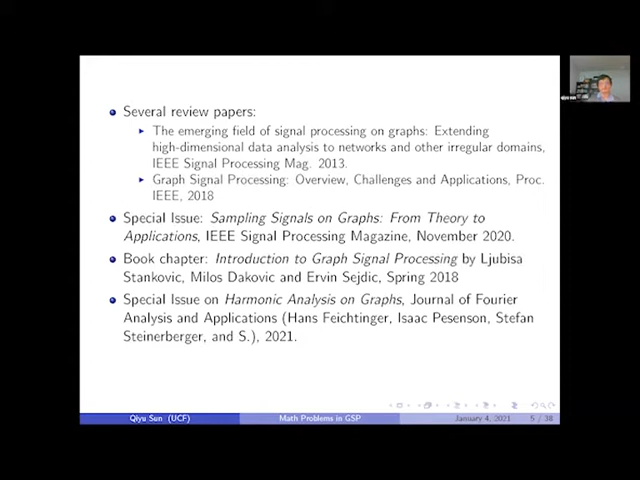 Several review papers:
The emerging field of signal processing on graphs: Extending
high-dimensional data analysis to networks and other irregular domains,
IEEE Signal Processing Mag. 2013.
Graph Signal Processing: Overview, Challenges and Applications, Proc.
IEEE, 2018
Special Issue: Sampling Signals on Graphs: From Theory to
Applications, IEEE Signal Processing Magazine, November 2020.
Book chapter: Introduction to Graph Signal Processing by Ljubisa
Stankovic, Milos Dakovic and Ervin Sejdic, Spring 2018
Special Issue on Harmonic Analysis on Graphs, Journal of Fourier
Analysis and Applications (Hans Feichtinger, Isaac Pesenson, Stefan
Steinerberger, and S.), 2021.
Qiyu Sun (UCF) Math Problems in GSP January 4, 2021 5 / 38